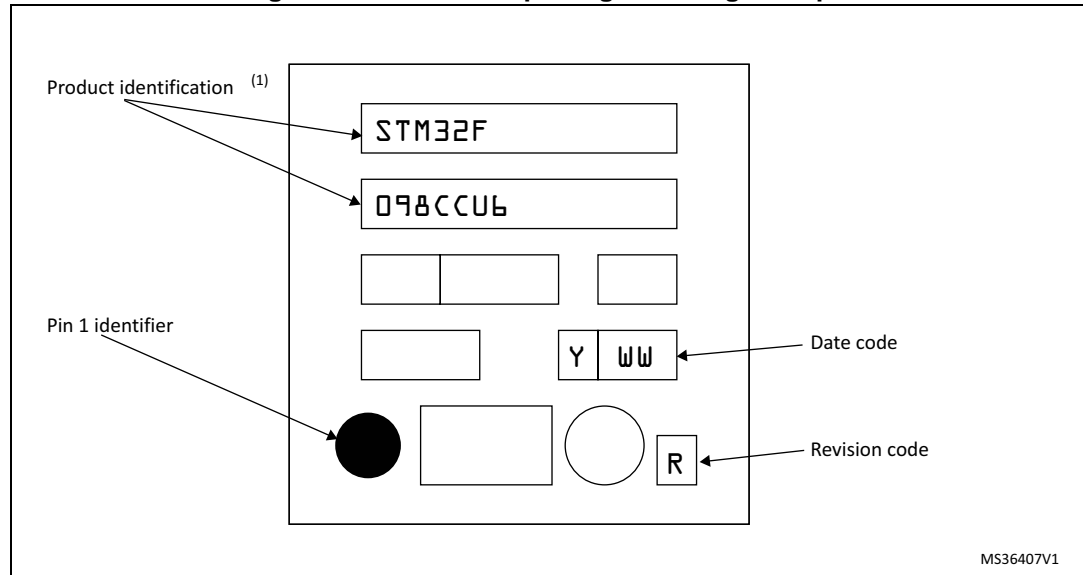 Product identification (1)
STM32F
098CCU6
Pin 1 identifier
Y WW
Date code
R
Revision code
MS36407V1